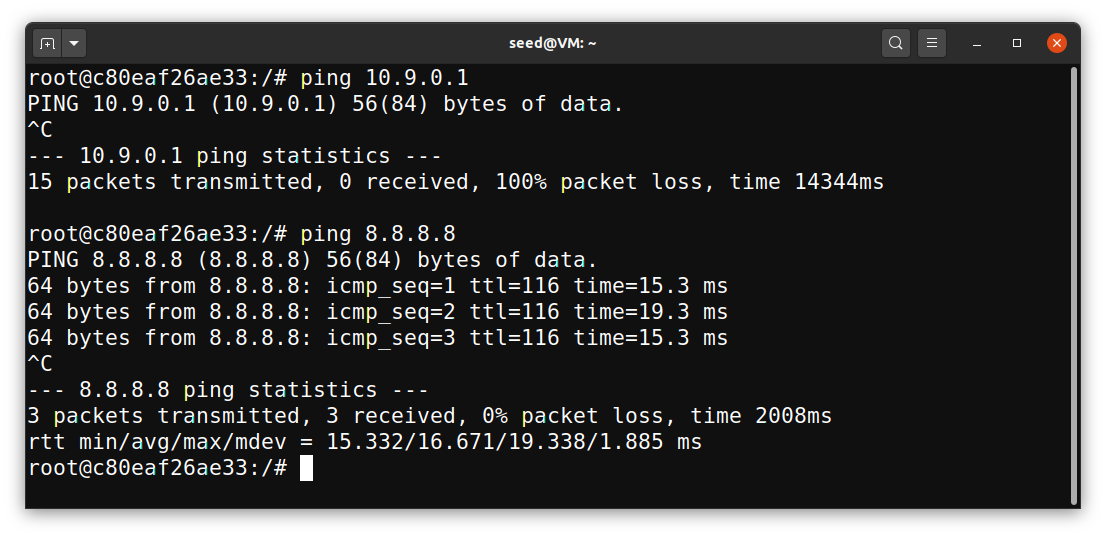 seed@VM: ~
root@c80eaf26ae33:/# ping 10.9.0.1
PING 10.9.0.1 (10.9.0.1) 56(84) bytes of data.
^C
--- 10.9.0.1 ping statistics ---
15 packets transmitted, 0 received, 100% packet loss, time 14344ms
root@c80eaf26ae33:/# ping 8.8.8.8
PING 8.8.8.8 (8.8.8.8) 56(84) bytes of data.
64 bytes from 8.8.8.8: icmp_seq=1 ttl=116 time=15.3 ms
64 bytes from 8.8.8.8: icmp_seq=2 ttl=116 time=19.3 ms
64 bytes from 8.8.8.8: icmp_seq=3 ttl=116 time=15.3 ms
^C
--- 8.8.8.8 ping statistics ---
3 packets transmitted, 3 received, 0% packet loss, time 2008ms
rtt min/avg/max/mdev = 15.332/16.671/19.338/1.885 ms
root@c80eaf26ae33:/#